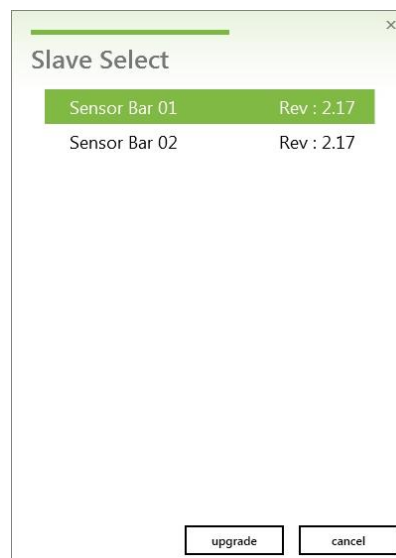 ×
Slave Select
Sensor Bar 01 Rev : 2.17
Sensor Bar 02 Rev : 2.17
upgrade cancel